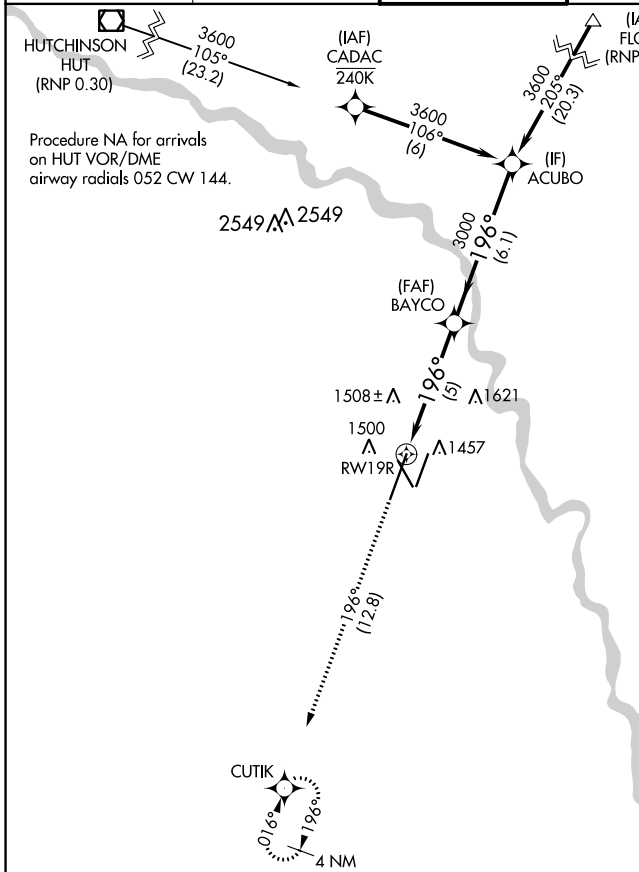 HUTCHINSON
HUT
(RNP 0.30)
3600
105°
(23.2)
(IAF)
CADAC
240K
3600
106°
(6)
3600
205°
(20.3)
(IF)
ACUBO
Procedure NA for arrivals
on HUT VOR/DME
airway radials 052 CW 144.
2549 2549
3000
196°
(6.1)
(FAF)
BAYCO
196°
(5)
1508±
1621
1500
1457
RW19R
196°
(12.8)
CUTIK
016°
196°
4 NM